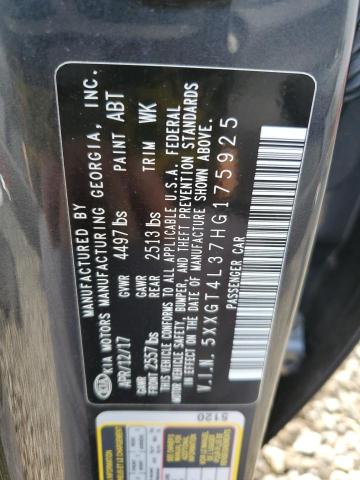 MANUFACTURED BY
KIA KIA MOTORS MANUFACTURING GEORGIA, INC.
APR/12/17 GVWR 4497 lbs PAINT ABT
GWR FRONT 2557 lbs GAWR REAR 2513 lbs TRIM WK
THIS VEHICLE CONFORMS TO ALL APPLICABLE U.S.A. FEDERAL
MOTOR VEHICLE SAFETY, BUMPER, AND THEFT PREVENTION STANDARDS
IN EFFECT ON THE DATE OF MANUFACTURE SHOWN ABOVE.
V.I.N. 5XXGT4L37HG175925
PASSENGER CAR
5120